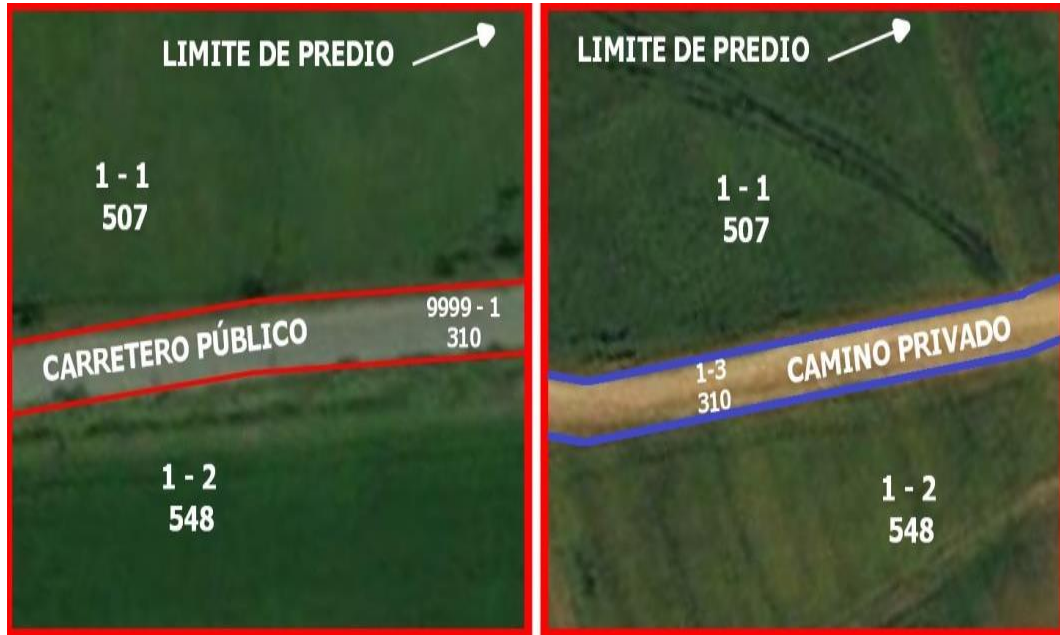 LIMITE DE PREDIO
1 - 1
507
9999 - 1
310
CARRETERO PÚBLICO
1 - 2
548
LIMITE DE PREDIO
1 - 1
507
CAMINO PRIVADO
1-3
310
1 - 2
548